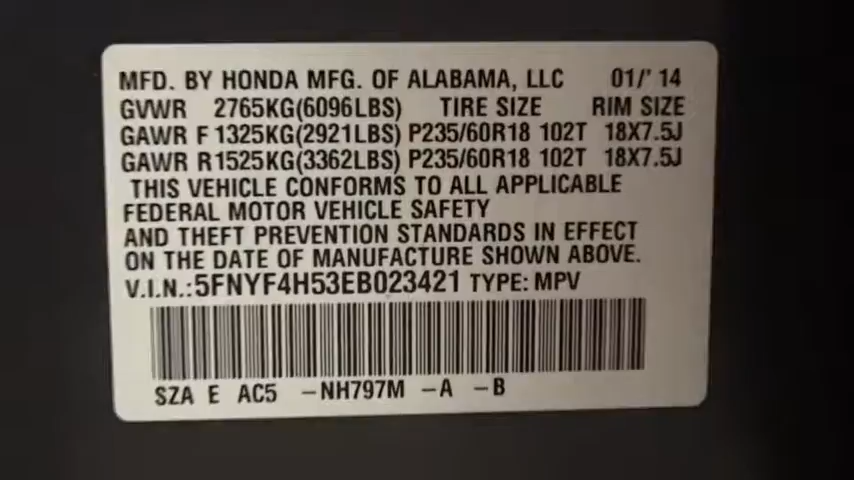 MFD. BY HONDA MFG. OF ALABAMA, LLC 01/'14
GVWR 2765KG(6096LBS) TIRE SIZE RIM SIZE
GAWR F 1325KG(2921LBS) P235/60R18 102T 18X7.5J
GAWR R1525KG(3362LBS) P235/60R18 102T 18X7.5J
THIS VEHICLE CONFORMS TO ALL APPLICABLE
FEDERAL MOTOR VEHICLE SAFETY
AND THEFT PREVENTION STANDARDS IN EFFECT
ON THE DATE OF MANUFACTURE SHOWN ABOVE.
V.I.N.:5FNYF4H53EB023421 TYPE: MPV
SZA E AC5 -NH797M -A -B